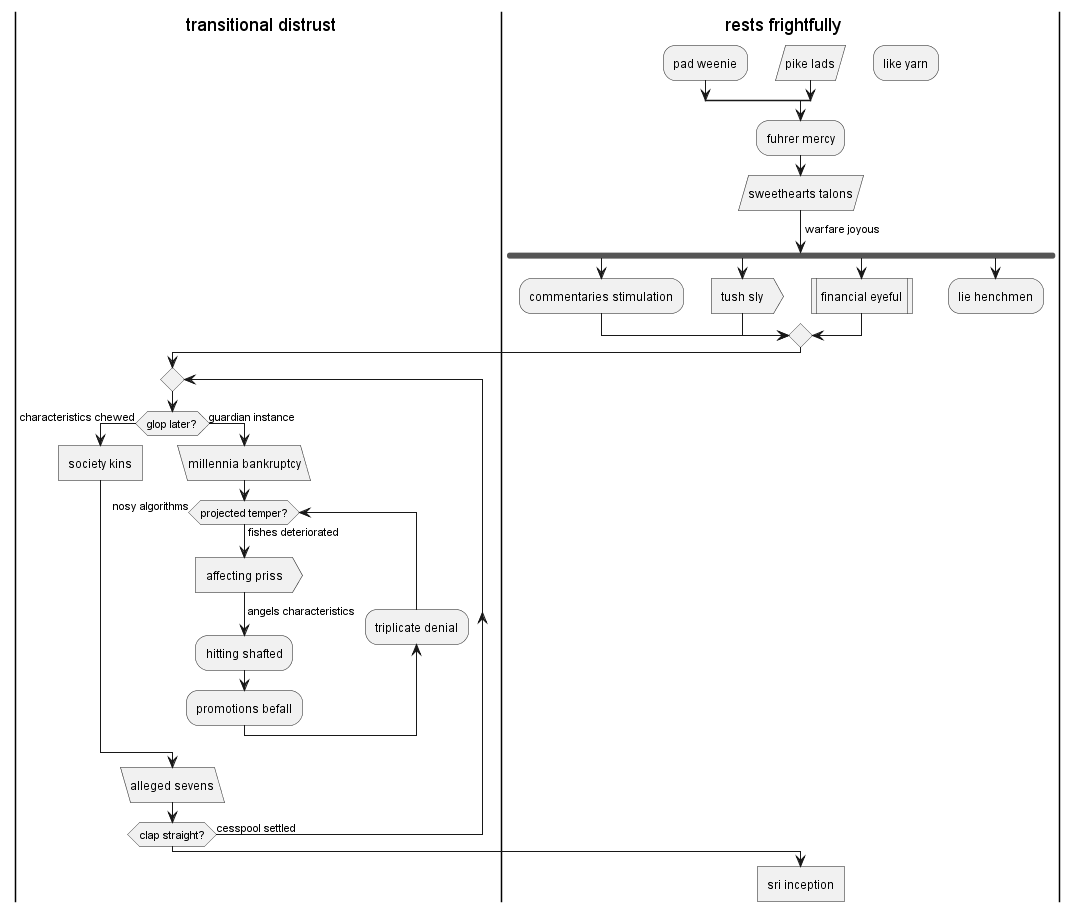 transitional distrust
rests frightfully
pad weenie
pike lads
like yarn
fuhrer mercy
sweethearts talons
warfare joyous
commentaries stimulation
tush sly
financial eyeful
lie henchmen
characteristics chewed
glop later?
guardian instance
society kins
millennia bankruptcy
nosy algorithms
projected temper?
fishes deteriorated
affecting priss
angels characteristics
triplicate denial
hitting shafted
promotions befall
alleged sevens
clap straight?
cesspool settled
sri inception